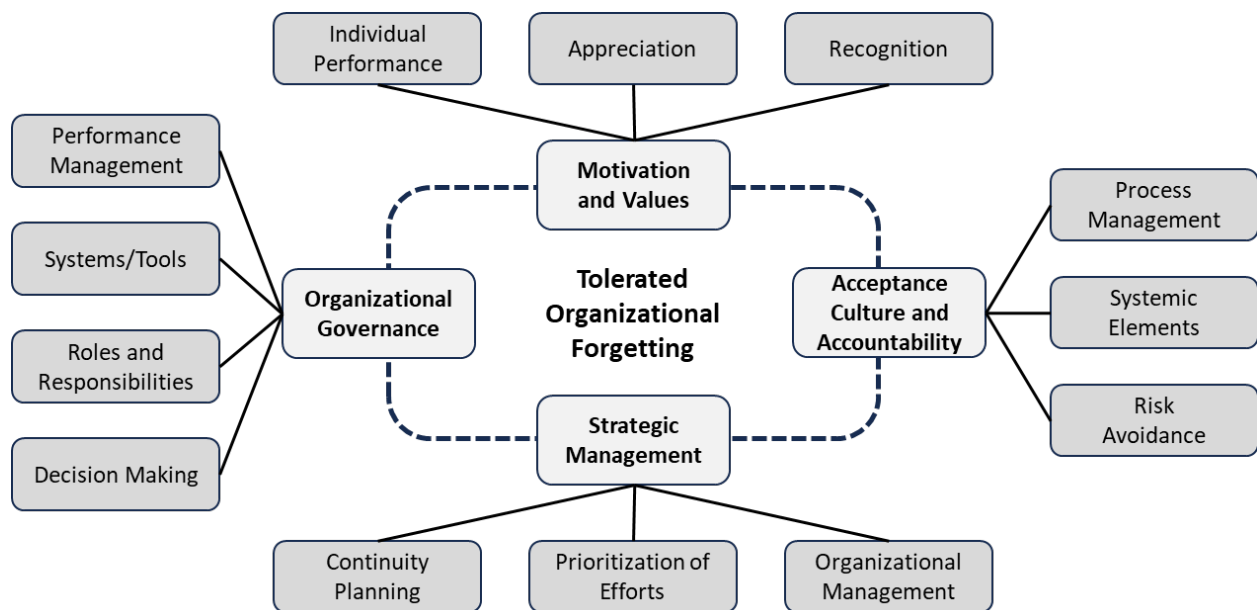 Individual
Performance
Appreciation
Recognition
Performance
Management
Systems/Tools
Roles and
Responsibilities
Decision Making
Organizational
Governance
Motivation
and Values
Tolerated
Organizational
Forgetting
Strategic
Management
Acceptance
Culture and
Accountability
Process
Management
Systemic
Elements
Risk
Avoidance
Continuity
Planning
Prioritization of
Efforts
Organizational
Management